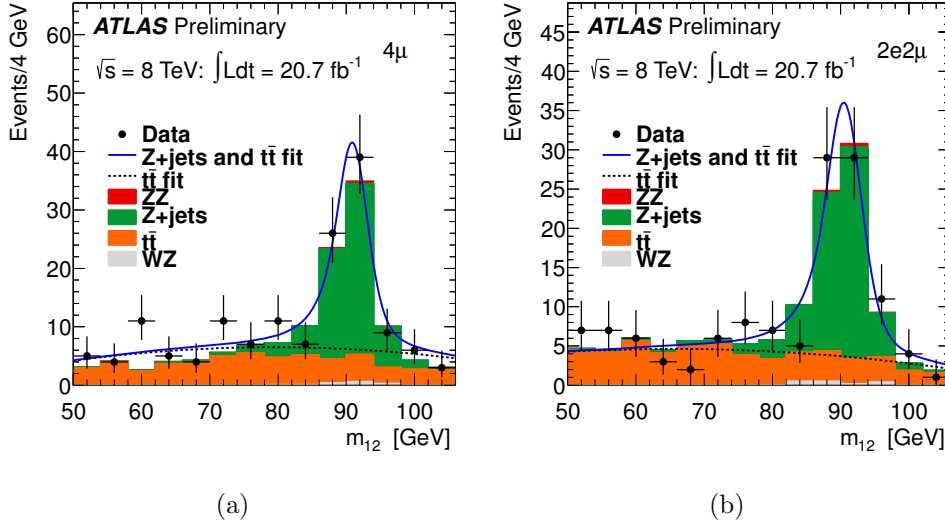 ATLAS Preliminary
√s = 8 TeV: ∫Ldt = 20.7 fb⁻¹
4μ
Data
Z+jets and tt̄ fit
tt̄ fit
ZZ
Z+jets
tt̄
WZ
Events/4 GeV
60
50
40
30
20
10
0
50 60 70 80 90 100
m₁₂ [GeV]
(a)
ATLAS Preliminary
√s = 8 TeV: ∫Ldt = 20.7 fb⁻¹
2e2μ
Data
Z+jets and tt̄ fit
tt̄ fit
ZZ
Z+jets
tt̄
WZ
Events/4 GeV
45
40
35
30
25
20
15
10
5
0
50 60 70 80 90 100
m₁₂ [GeV]
(b)